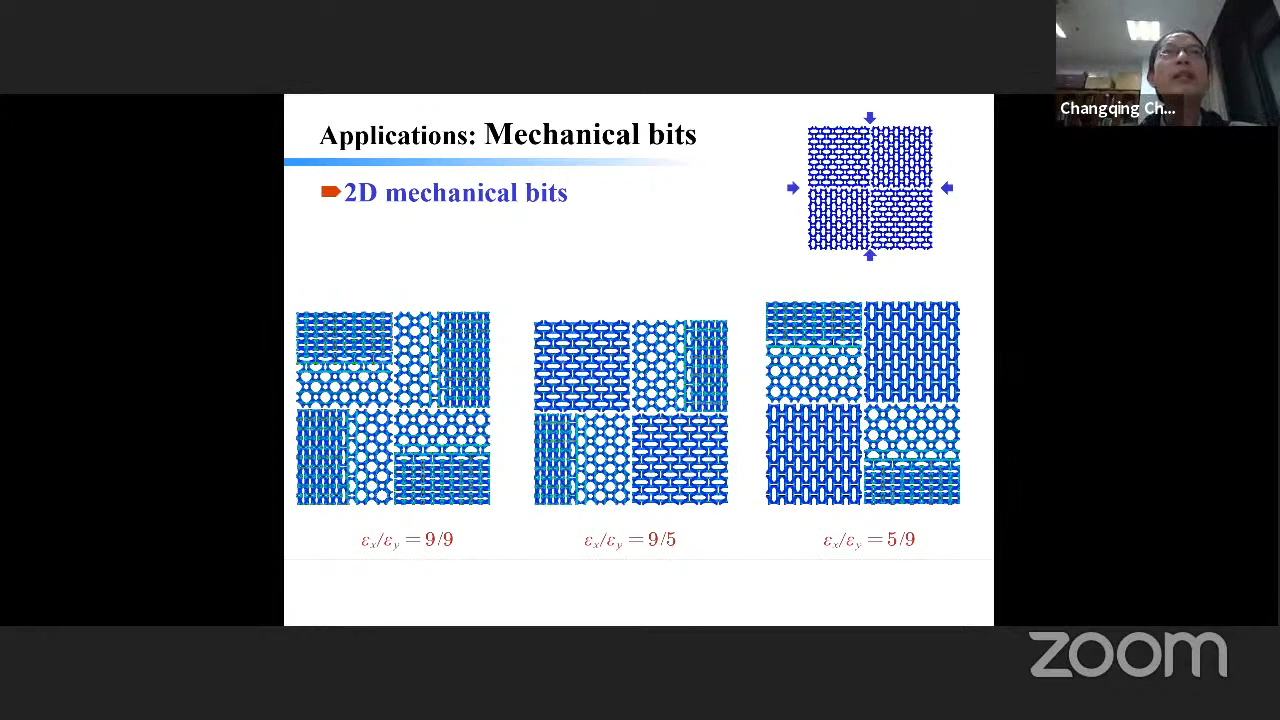 Applications: Mechanical bits
2D mechanical bits
εx/εy = 9/9
εx/εy = 9/5
εx/εy = 5/9
Changqing Ch...
zoom